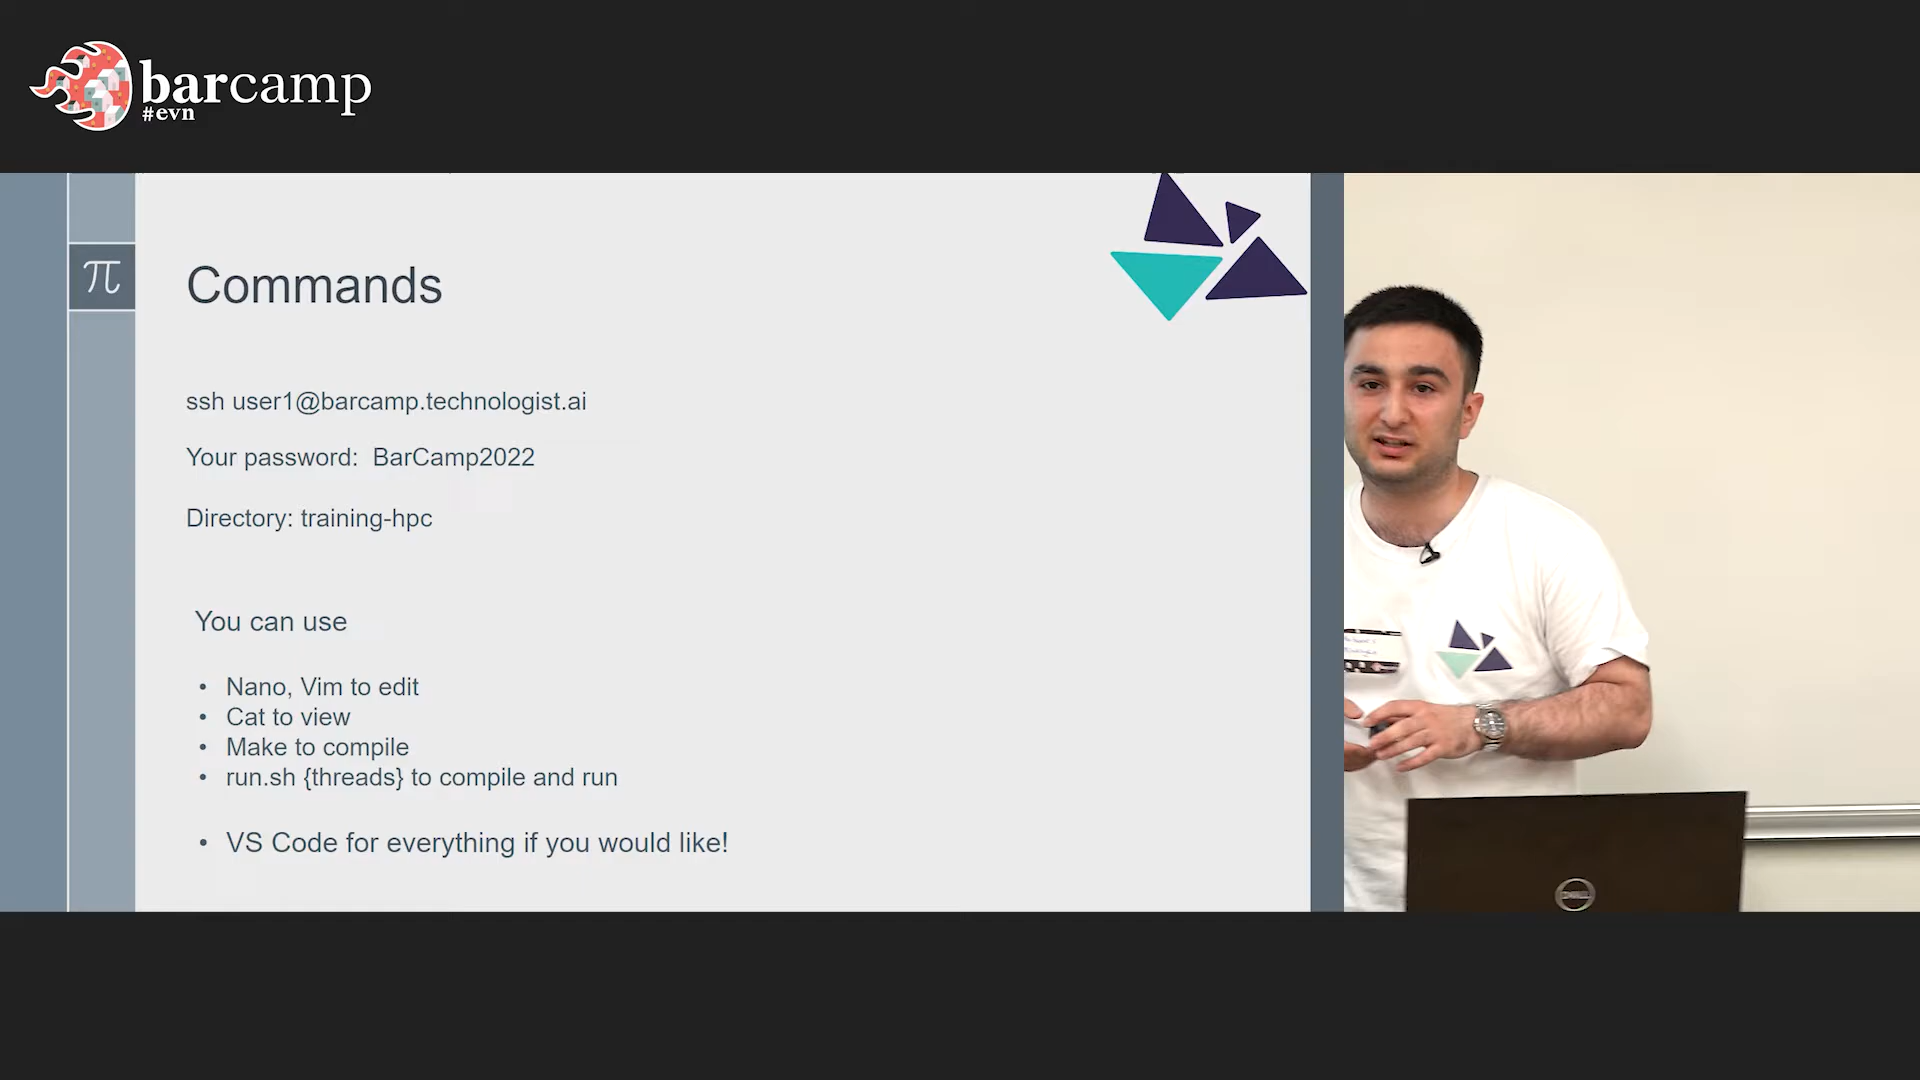 barcamp
#evn
π
Commands
ssh user1@barcamp.technologist.ai
Your password: BarCamp2022
Directory: training-hpc
You can use
• Nano, Vim to edit
• Cat to view
• Make to compile
• run.sh {threads} to compile and run
• VS Code for everything if you would like!
DELL